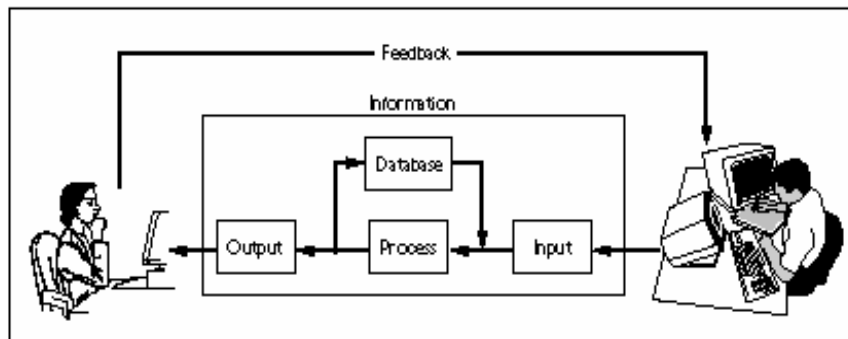 Feedback
Information
Database
Output
Process
Input